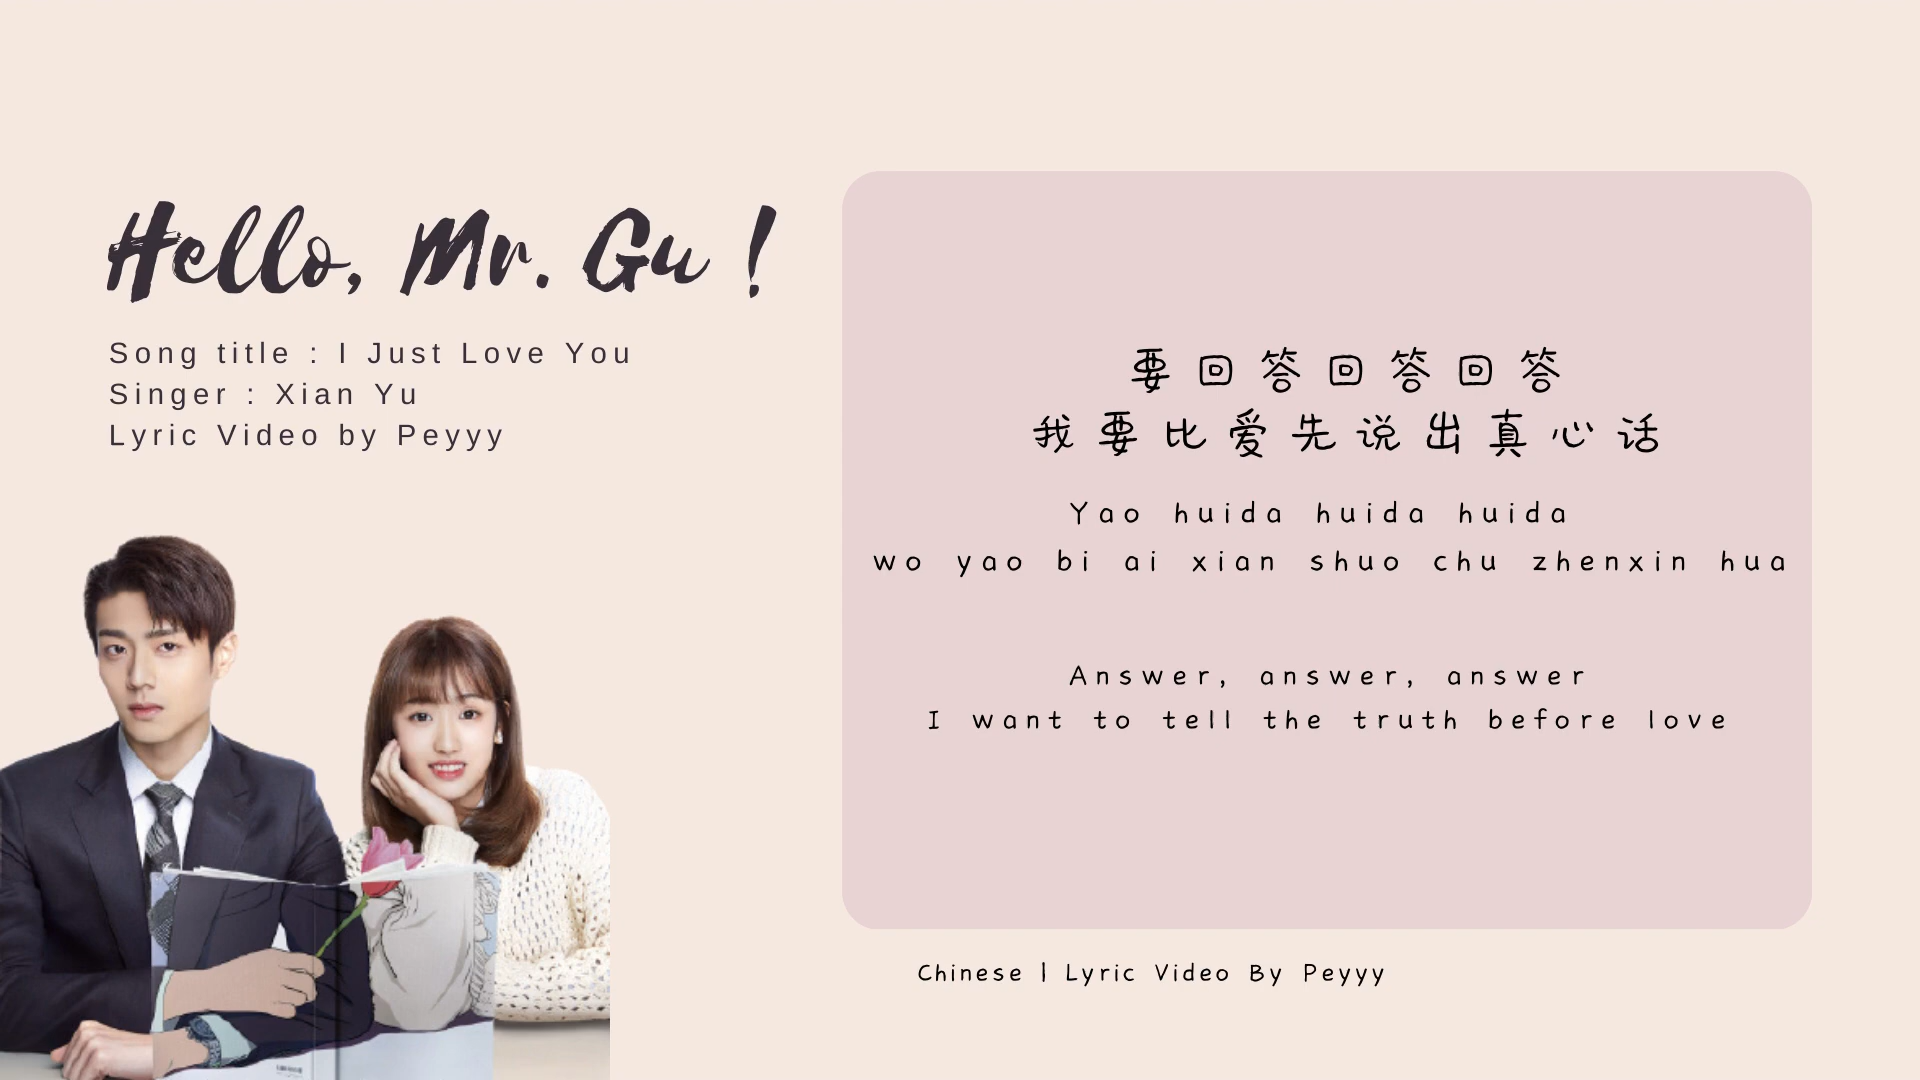 Hello, Mr. Gu !
Song title : I Just Love You
Singer : Xian Yu
Lyric Video by Peyyy
要回答回答回答
我要比爱先说出真心话
Yao huida huida huida
wo yao bi ai xian shuo chu zhenxin hua
Answer, answer, answer
I want to tell the truth before love
Chinese | Lyric Video By Peyyy